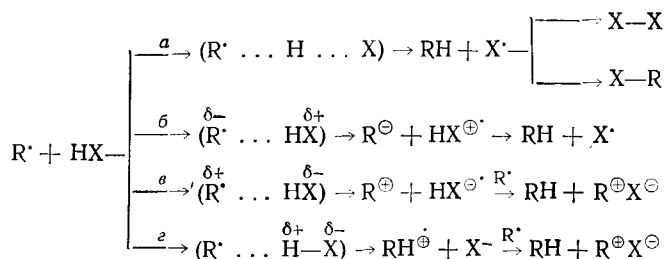 X—X
а → (R· ... H ... X) → RH + X·
X—R
δ− δ+
б → (R· ... HX) → R⊖ + HX⊕· → RH + X·
R· + HX
δ+ δ− R·
в → (R· ... HX) → R⊕ + HX⊖· → RH + R⊕X⊖
δ+ δ− R·
г → (R· ... H—X) → RH⊕· + X− → RH + R⊕X⊖